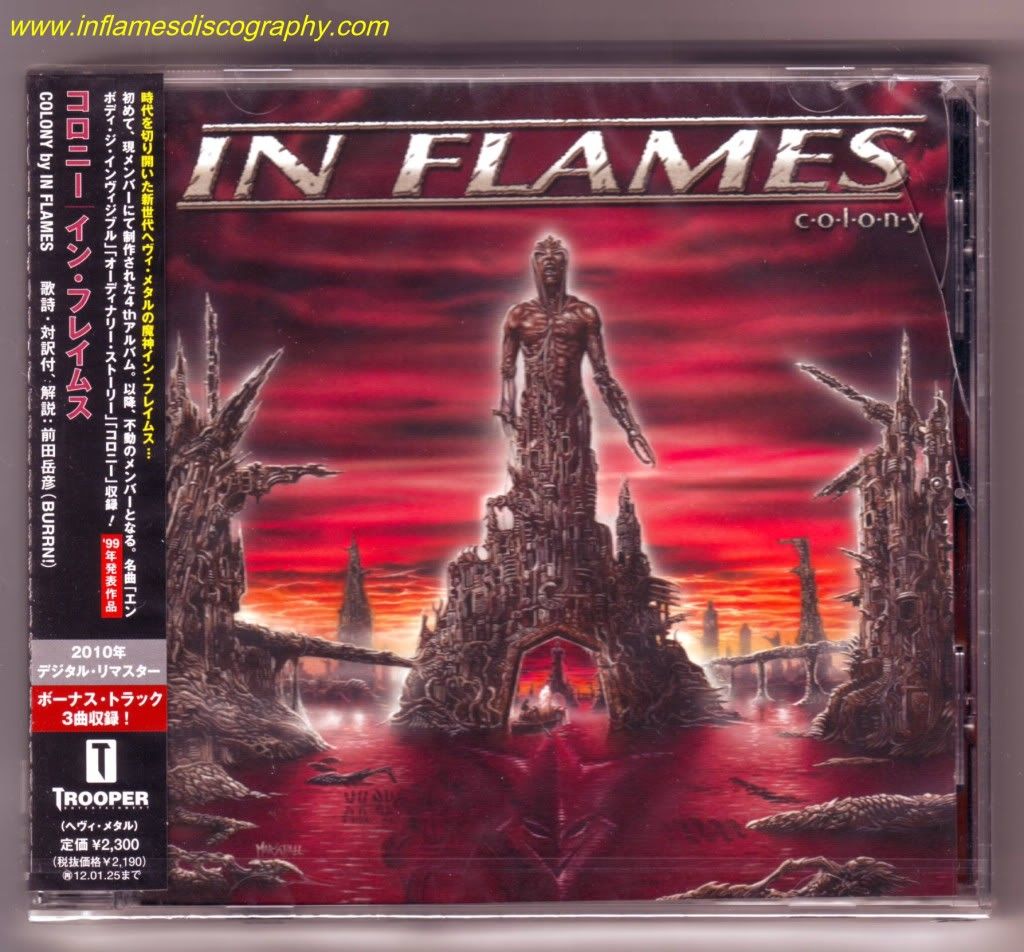 www.inflamesdiscography.com
IN FLAMES
c·o·l·o·n·y
時代を切り開いた新世代ヘヴィ・メタルの魔神イン・フレイムス…
初めて、現メンバーにて制作された4thアルバム。以降、不動のメンバーとなる。名曲「エン
ボディ・ジ・インヴィジブル」「オーディナリー・ストーリー」「コロニー」収録！
'99年発表作品
コロニー／イン・フレイムス
COLONY by IN FLAMES 歌詩・対訳付、解説：前田岳彦(BURRN!)
2010年
デジタル・リマスター
ボーナス・トラック
3曲収録！
T
TROOPER
ENTERTAINMENT
(ヘヴィ・メタル)
定価 ¥2,300
(税抜価格¥2,190)
Ⓡ12.01.25まで